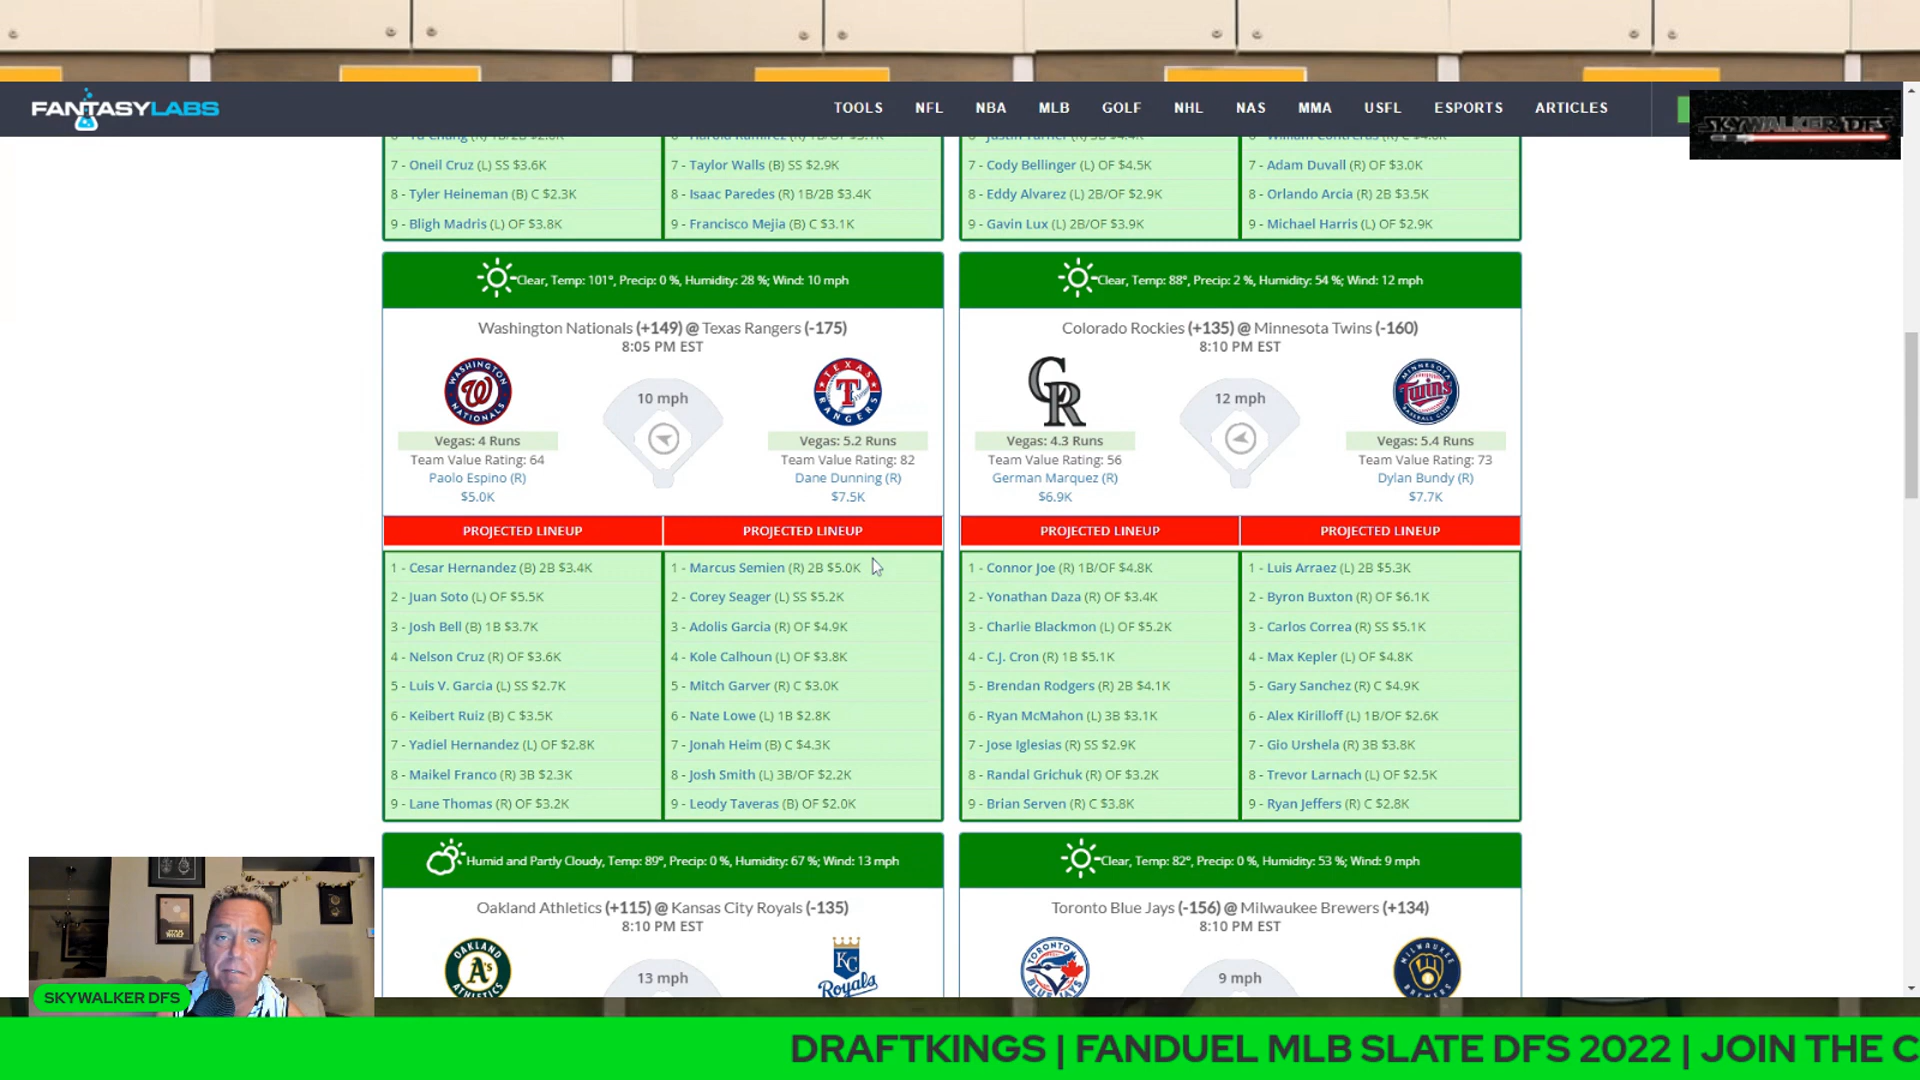 FANTASYLABS
TOOLS NFL NBA MLB GOLF NHL NAS MMA USFL ESPORTS ARTICLES
SKYWALKER DFS
7 - Oneil Cruz (L) SS $3.6K
8 - Tyler Heineman (B) C $2.3K
9 - Bligh Madris (L) OF $3.8K
7 - Taylor Walls (B) SS $2.9K
8 - Isaac Paredes (R) 1B/2B $3.4K
9 - Francisco Mejia (B) C $3.1K
7 - Cody Bellinger (L) OF $4.5K
8 - Eddy Alvarez (L) 2B/OF $2.9K
9 - Gavin Lux (L) 2B/OF $3.9K
7 - Adam Duvall (R) OF $3.0K
8 - Orlando Arcia (R) 2B $3.5K
9 - Michael Harris (L) OF $2.9K
Clear, Temp: 101°, Precip: 0 %, Humidity: 28 %; Wind: 10 mph
Washington Nationals (+149) @ Texas Rangers (-175)
8:05 PM EST
WASHINGTON NATIONALS
10 mph
TEXAS RANGERS
Vegas: 4 Runs
Team Value Rating: 64
Paolo Espino (R)
$5.0K
Vegas: 5.2 Runs
Team Value Rating: 82
Dane Dunning (R)
$7.5K
PROJECTED LINEUP
1 - Cesar Hernandez (B) 2B $3.4K
2 - Juan Soto (L) OF $5.5K
3 - Josh Bell (B) 1B $3.7K
4 - Nelson Cruz (R) OF $3.6K
5 - Luis V. Garcia (L) SS $2.7K
6 - Keibert Ruiz (B) C $3.5K
7 - Yadiel Hernandez (L) OF $2.8K
8 - Maikel Franco (R) 3B $2.3K
9 - Lane Thomas (R) OF $3.2K
PROJECTED LINEUP
1 - Marcus Semien (R) 2B $5.0K
2 - Corey Seager (L) SS $5.2K
3 - Adolis Garcia (R) OF $4.9K
4 - Kole Calhoun (L) OF $3.8K
5 - Mitch Garver (R) C $3.0K
6 - Nate Lowe (L) 1B $2.8K
7 - Jonah Heim (B) C $4.3K
8 - Josh Smith (L) 3B/OF $2.2K
9 - Leody Taveras (B) OF $2.0K
Clear, Temp: 88°, Precip: 2 %, Humidity: 54 %; Wind: 12 mph
Colorado Rockies (+135) @ Minnesota Twins (-160)
8:10 PM EST
CR
12 mph
Twins
Vegas: 4.3 Runs
Team Value Rating: 56
German Marquez (R)
$6.9K
Vegas: 5.4 Runs
Team Value Rating: 73
Dylan Bundy (R)
$7.7K
PROJECTED LINEUP
1 - Connor Joe (R) 1B/OF $4.8K
2 - Yonathan Daza (R) OF $3.4K
3 - Charlie Blackmon (L) OF $5.2K
4 - C.J. Cron (R) 1B $5.1K
5 - Brendan Rodgers (R) 2B $4.1K
6 - Ryan McMahon (L) 3B $3.1K
7 - Jose Iglesias (R) SS $2.9K
8 - Randal Grichuk (R) OF $3.2K
9 - Brian Serven (R) C $3.8K
PROJECTED LINEUP
1 - Luis Arraez (L) 2B $5.3K
2 - Byron Buxton (R) OF $6.1K
3 - Carlos Correa (R) SS $5.1K
4 - Max Kepler (L) OF $4.8K
5 - Gary Sanchez (R) C $4.9K
6 - Alex Kirilloff (L) 1B/OF $2.6K
7 - Gio Urshela (R) 3B $3.8K
8 - Trevor Larnach (L) OF $2.5K
9 - Ryan Jeffers (R) C $2.8K
Humid and Partly Cloudy, Temp: 89°, Precip: 0 %, Humidity: 67 %; Wind: 13 mph
Oakland Athletics (+115) @ Kansas City Royals (-135)
8:10 PM EST
OAKLAND A's ATHLETICS
13 mph
KC Royals
Clear, Temp: 82°, Precip: 0 %, Humidity: 53 %; Wind: 9 mph
Toronto Blue Jays (-156) @ Milwaukee Brewers (+134)
8:10 PM EST
TORONTO BLUE JAYS
9 mph
SKYWALKER DFS
DRAFTKINGS | FANDUEL MLB SLATE DFS 2022 | JOIN THE C